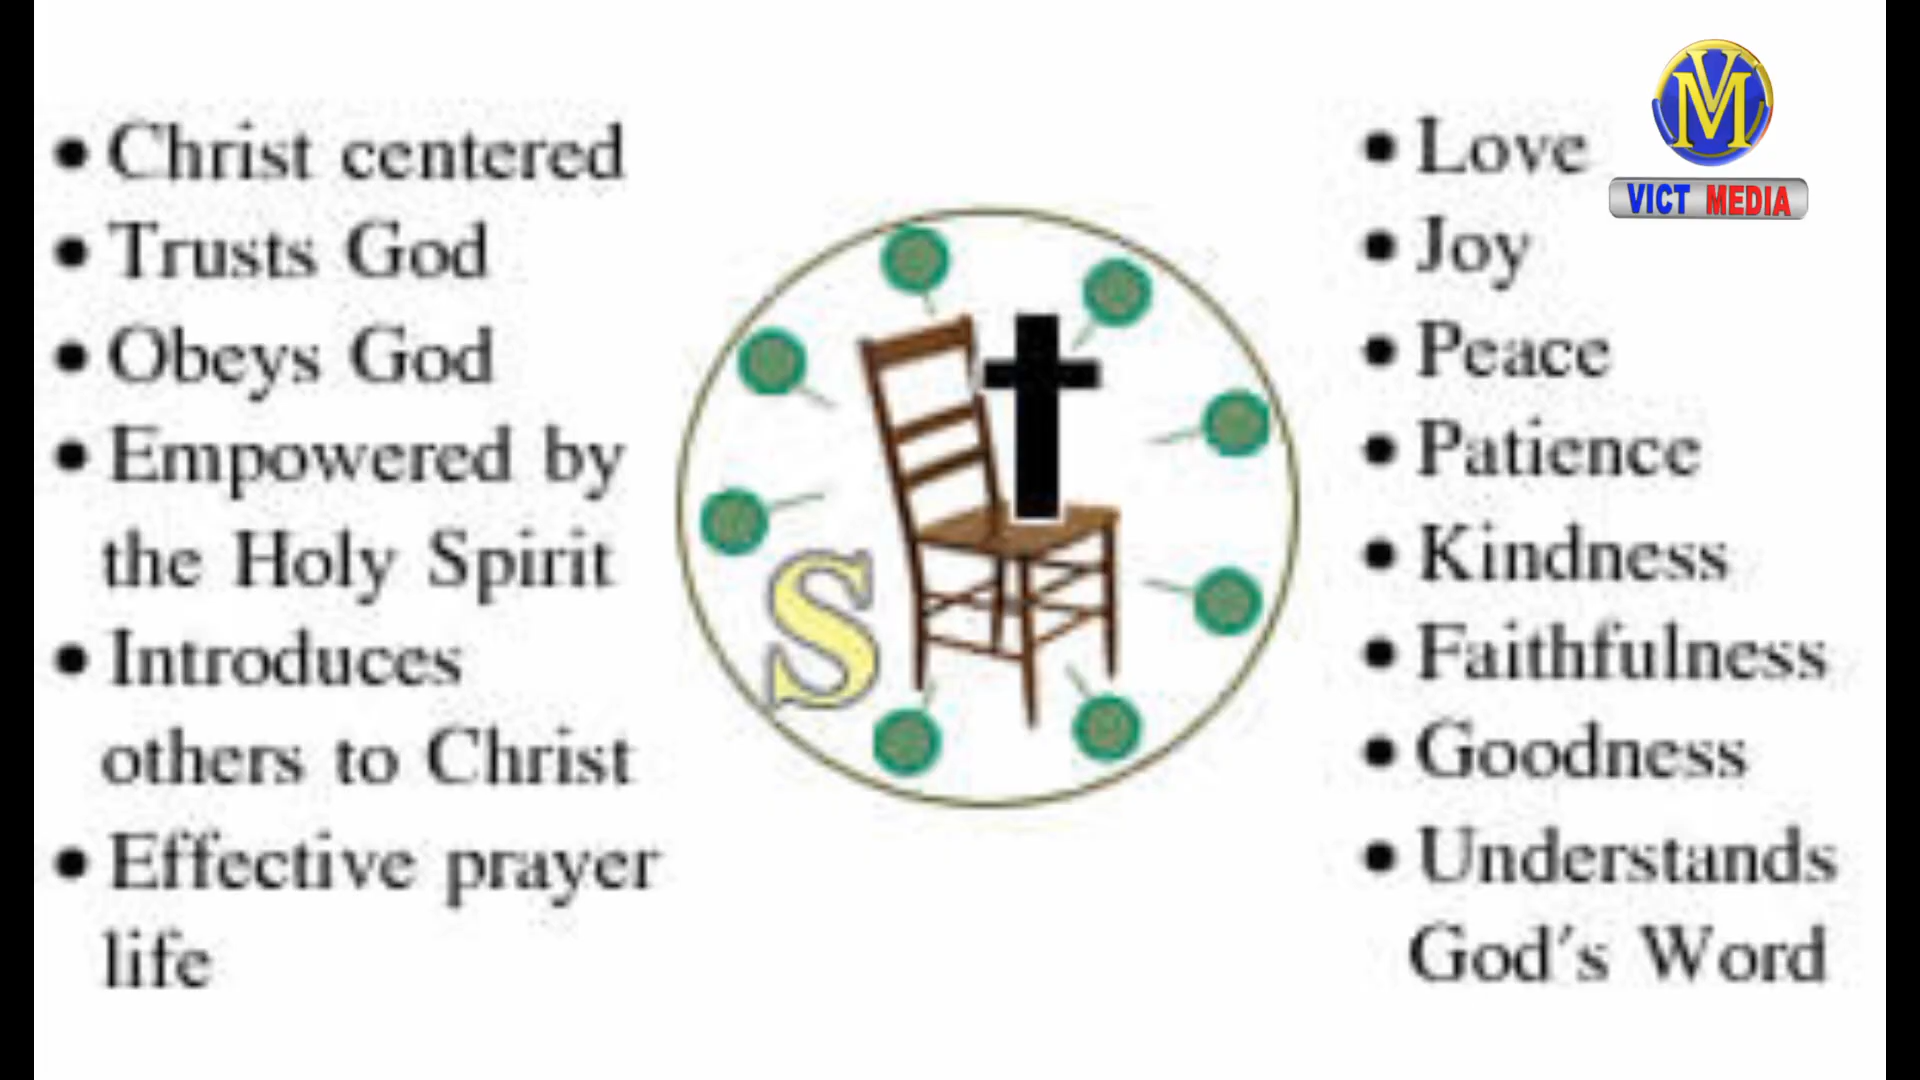 • Christ centered
• Trusts God
• Obeys God
• Empowered by
the Holy Spirit
• Introduces
others to Christ
• Effective prayer
life
S
• Love
• Joy
• Peace
• Patience
• Kindness
• Faithfulness
• Goodness
• Understands
God's Word
VM
VICT MEDIA